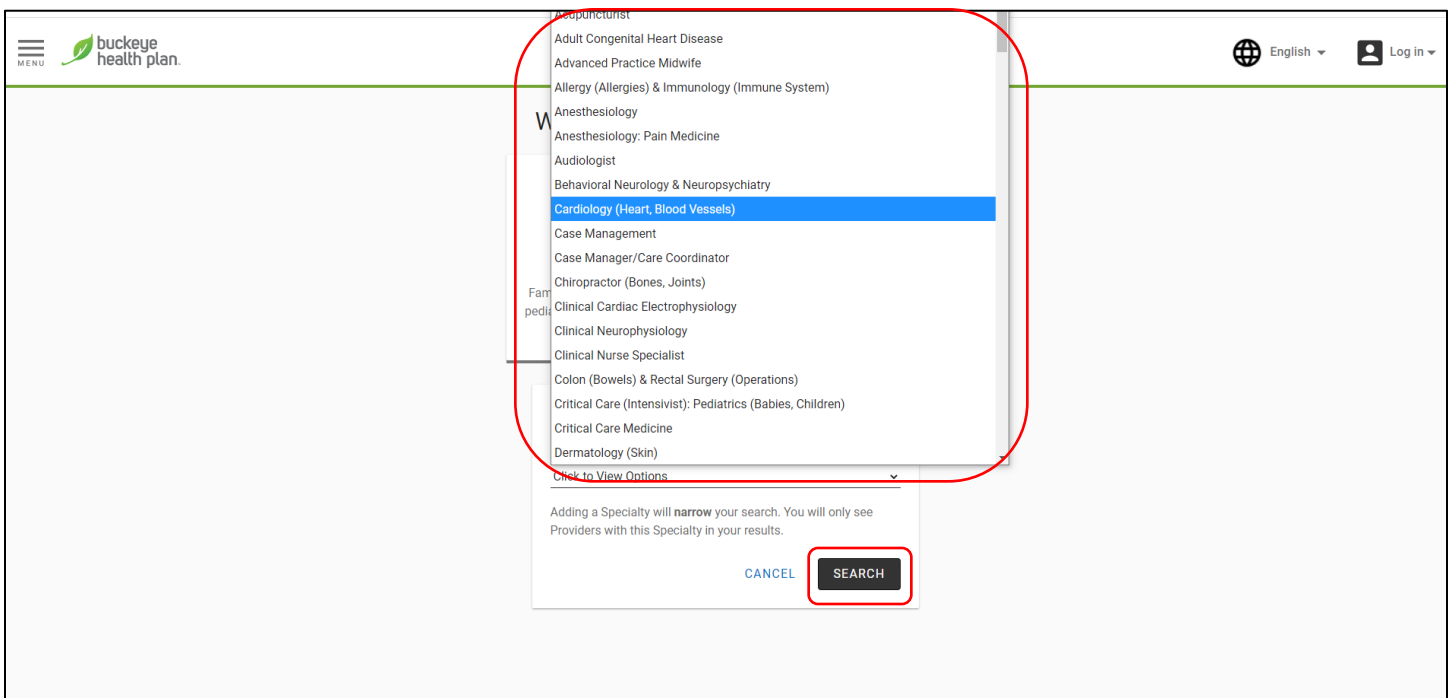 MENU
buckeye
health plan.
English
Log in
W
Acupuncturist
Adult Congenital Heart Disease
Advanced Practice Midwife
Allergy (Allergies) & Immunology (Immune System)
Anesthesiology
Anesthesiology: Pain Medicine
Audiologist
Behavioral Neurology & Neuropsychiatry
Cardiology (Heart, Blood Vessels)
Case Management
Case Manager/Care Coordinator
Chiropractor (Bones, Joints)
Fam
Clinical Cardiac Electrophysiology
pedia
Clinical Neurophysiology
Clinical Nurse Specialist
Colon (Bowels) & Rectal Surgery (Operations)
Critical Care (Intensivist): Pediatrics (Babies, Children)
Critical Care Medicine
Dermatology (Skin)
Click to View Options
Adding a Specialty will narrow your search. You will only see
Providers with this Specialty in your results.
CANCEL
SEARCH